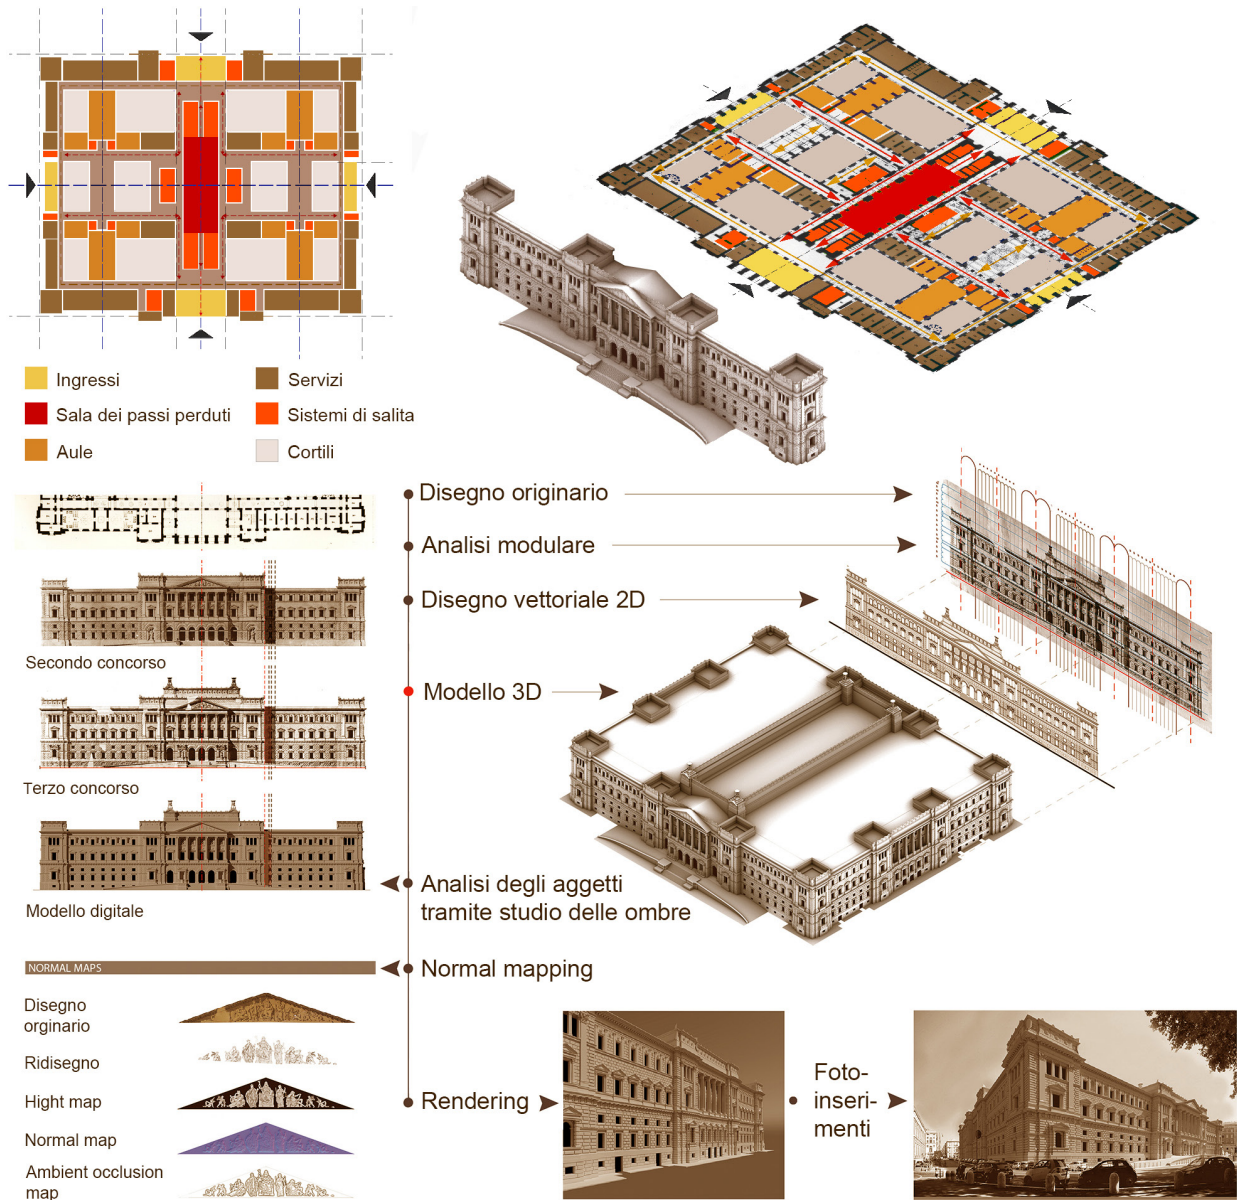 Ingressi
Servizi
Sala dei passi perduti
Sistemi di salita
Aule
Cortili
Disegno originario
Analisi modulare
Disegno vettoriale 2D
Secondo concorso
Modello 3D
Terzo concorso
Analisi degli aggetti
tramite studio delle ombre
Modello digitale
NORMAL MAPS
Normal mapping
Disegno
orginario
Ridisegno
Hight map
Normal map
Ambient occlusion
map
Rendering
Foto-
inseri-
menti